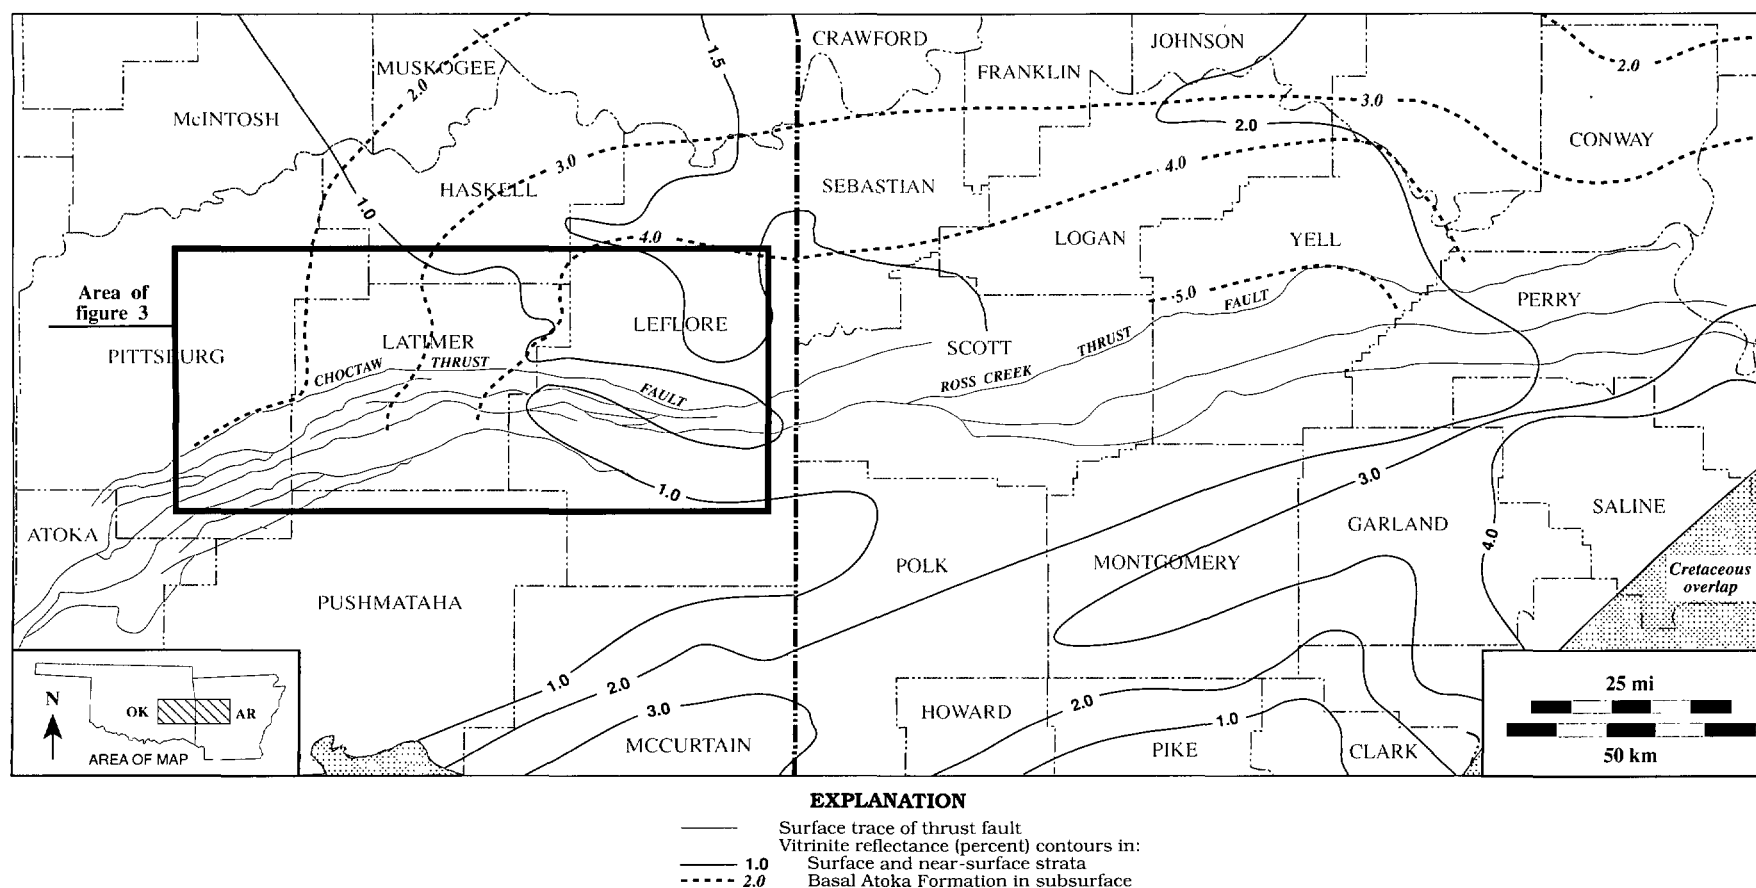 CRAWFORD
JOHNSON
1.5
MUSKOGEE
FRANKLIN
2.0
2.0
3.0
McINTOSH
2.0
CONWAY
3.0
4.0
HASKELL
SEBASTIAN
1.0
4.0
LOGAN
YELL
Area of
figure 3
5.0
FAULT
PERRY
LEFLORE
PITTSBURG
LATIMER
THRUST
SCOTT
THRUST
CHOCTAW
ROSS CREEK
FAULT
1.0
3.0
ATOKA
GARLAND
SALINE
4.0
POLK
MONTGOMERY
Cretaceous
overlap
PUSHMATAHA
1.0
2.0
3.0
HOWARD
2.0
1.0
MCCURTAIN
PIKE
CLARK
N
OK
AR
AREA OF MAP
25 mi
50 km
EXPLANATION
Surface trace of thrust fault
Vitrinite reflectance (percent) contours in:
1.0 Surface and near-surface strata
2.0 Basal Atoka Formation in subsurface